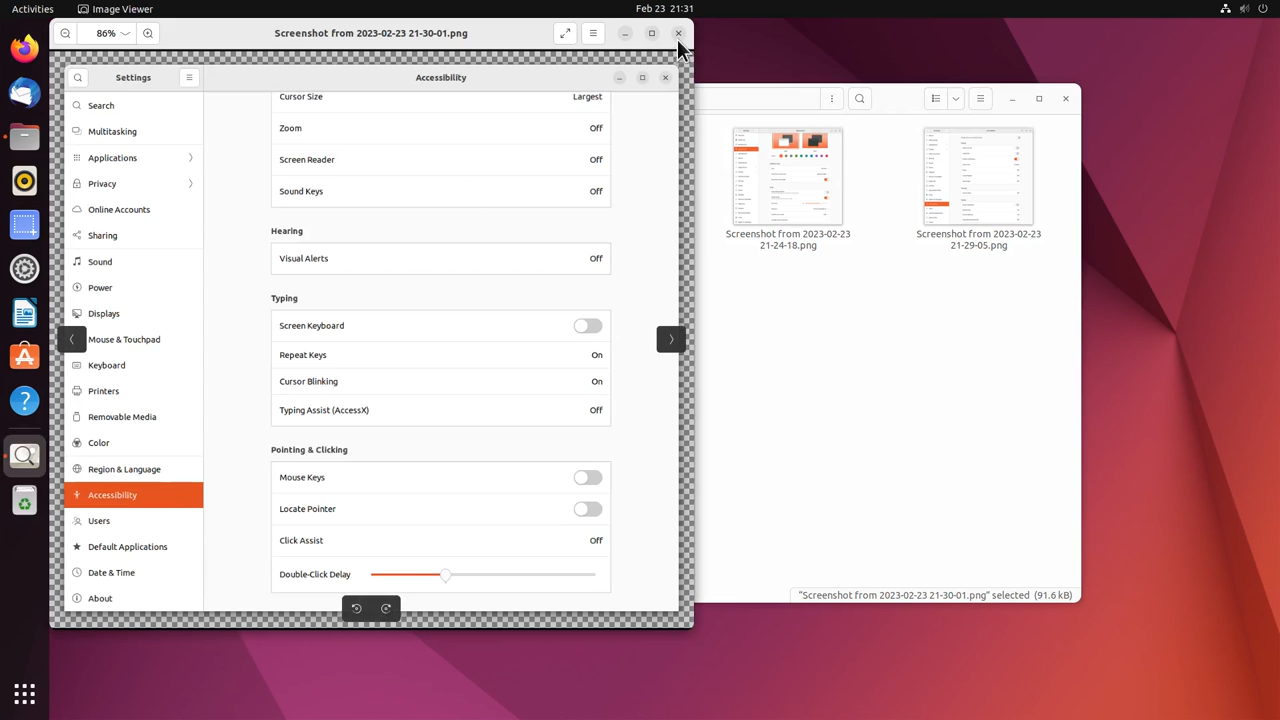 Activities
Image Viewer
Feb 23 21:31
86%
Screenshot from 2023-02-23 21-30-01.png
Settings
Accessibility
Search
Multitasking
Applications
Privacy
Online Accounts
Sharing
Sound
Power
Displays
Mouse & Touchpad
Keyboard
Printers
Removable Media
Color
Region & Language
Accessibility
Users
Default Applications
Date & Time
About
Cursor Size Largest
Zoom Off
Screen Reader Off
Sound Keys Off
Hearing
Visual Alerts Off
Typing
Screen Keyboard
Repeat Keys On
Cursor Blinking On
Typing Assist (AccessX) Off
Pointing & Clicking
Mouse Keys
Locate Pointer
Click Assist Off
Double-Click Delay
Screenshot from 2023-02-23
21-24-18.png
Screenshot from 2023-02-23
21-29-05.png
"Screenshot from 2023-02-23 21-30-01.png" selected (91.6 kB)